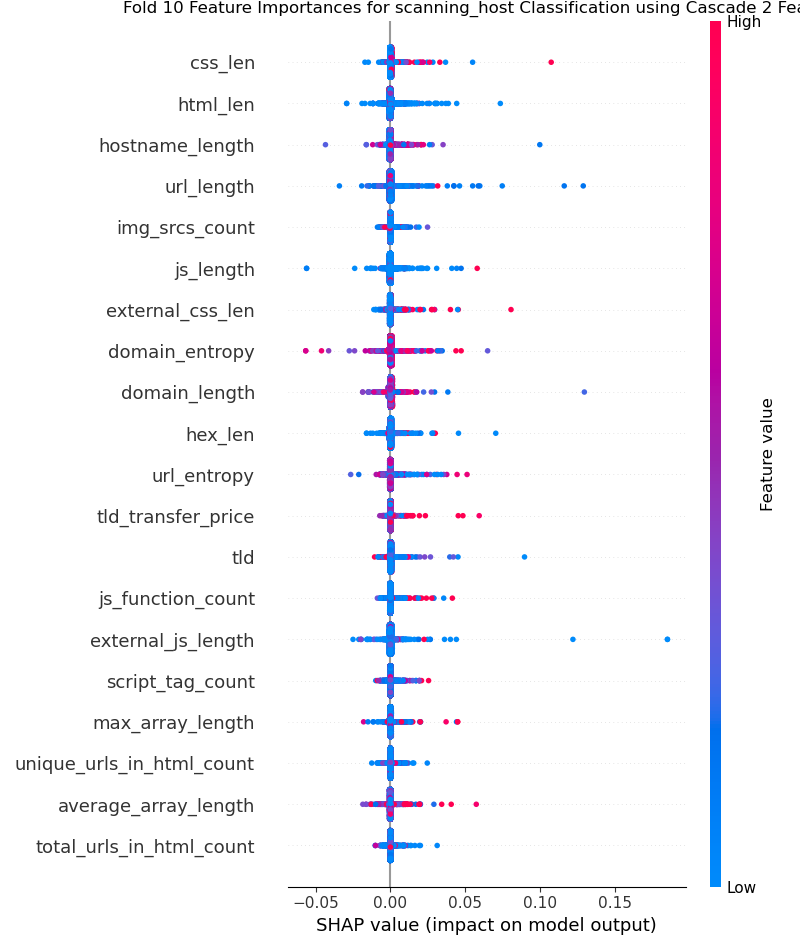 Fold 10 Feature Importances for scanning_host Classification using Cascade 2
High
css_len
html_len
hostname_length
url_length
img_srcs_count
js_length
external_css_len
domain_entropy
domain_length
hex_len
url_entropy
tld_transfer_price
tld
js_function_count
external_js_length
script_tag_count
max_array_length
unique_urls_in_html_count
average_array_length
total_urls_in_html_count
Feature value
Low
−0.05 0.00 0.05 0.10 0.15
SHAP value (impact on model output)